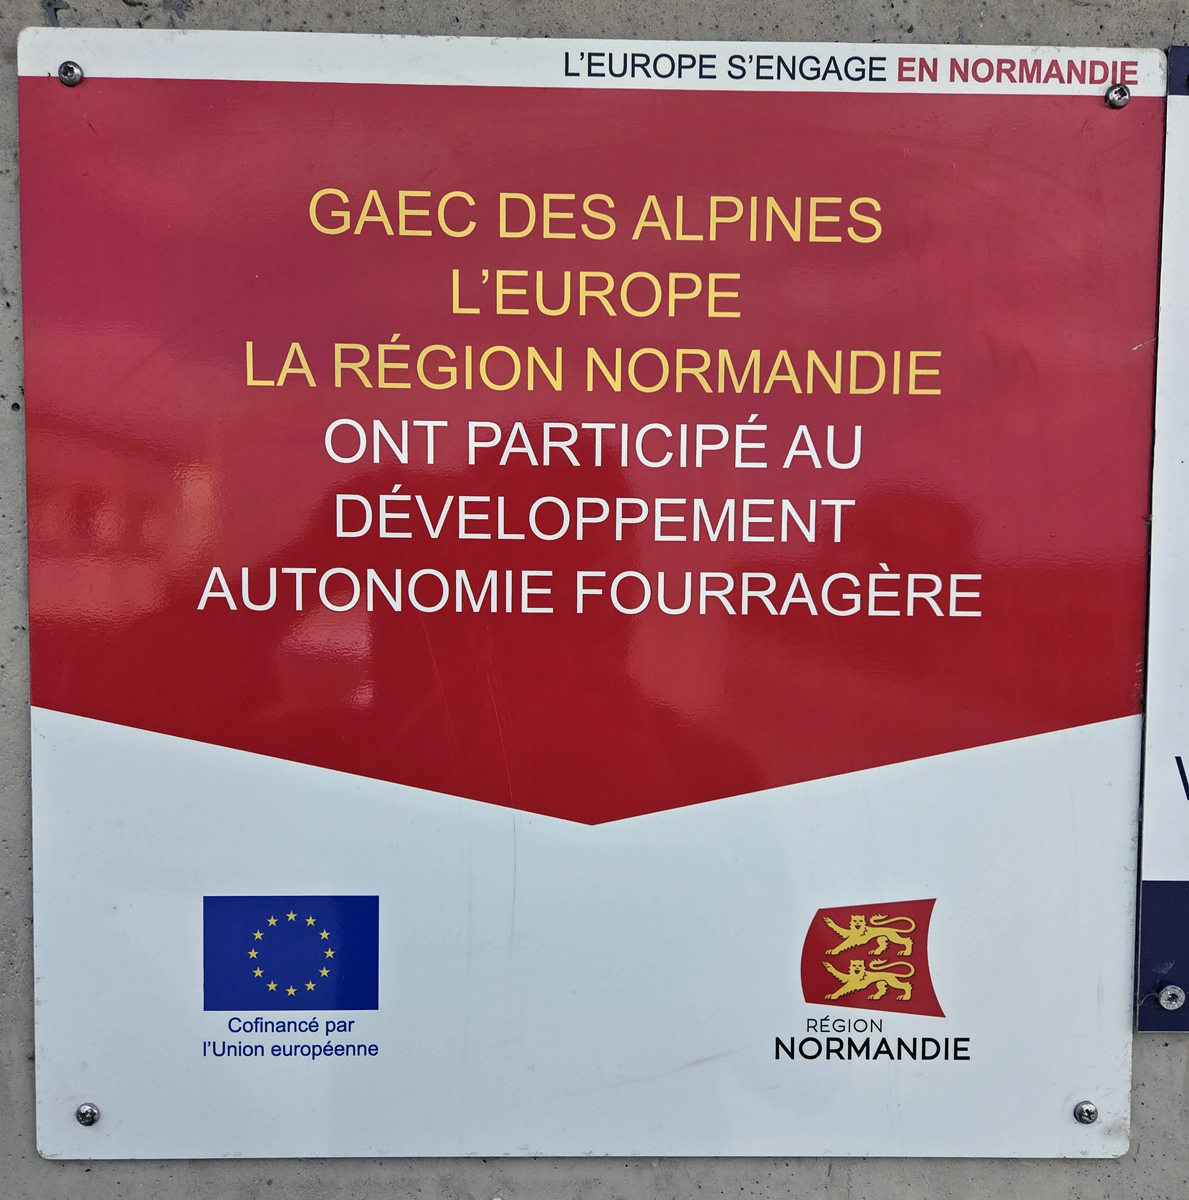 L'EUROPE S'ENGAGE EN NORMANDIE
GAEC DES ALPINES
L'EUROPE
LA RÉGION NORMANDIE
ONT PARTICIPÉ AU
DÉVELOPPEMENT
AUTONOMIE FOURRAGÈRE
Cofinancé par
l'Union européenne
RÉGION
NORMANDIE